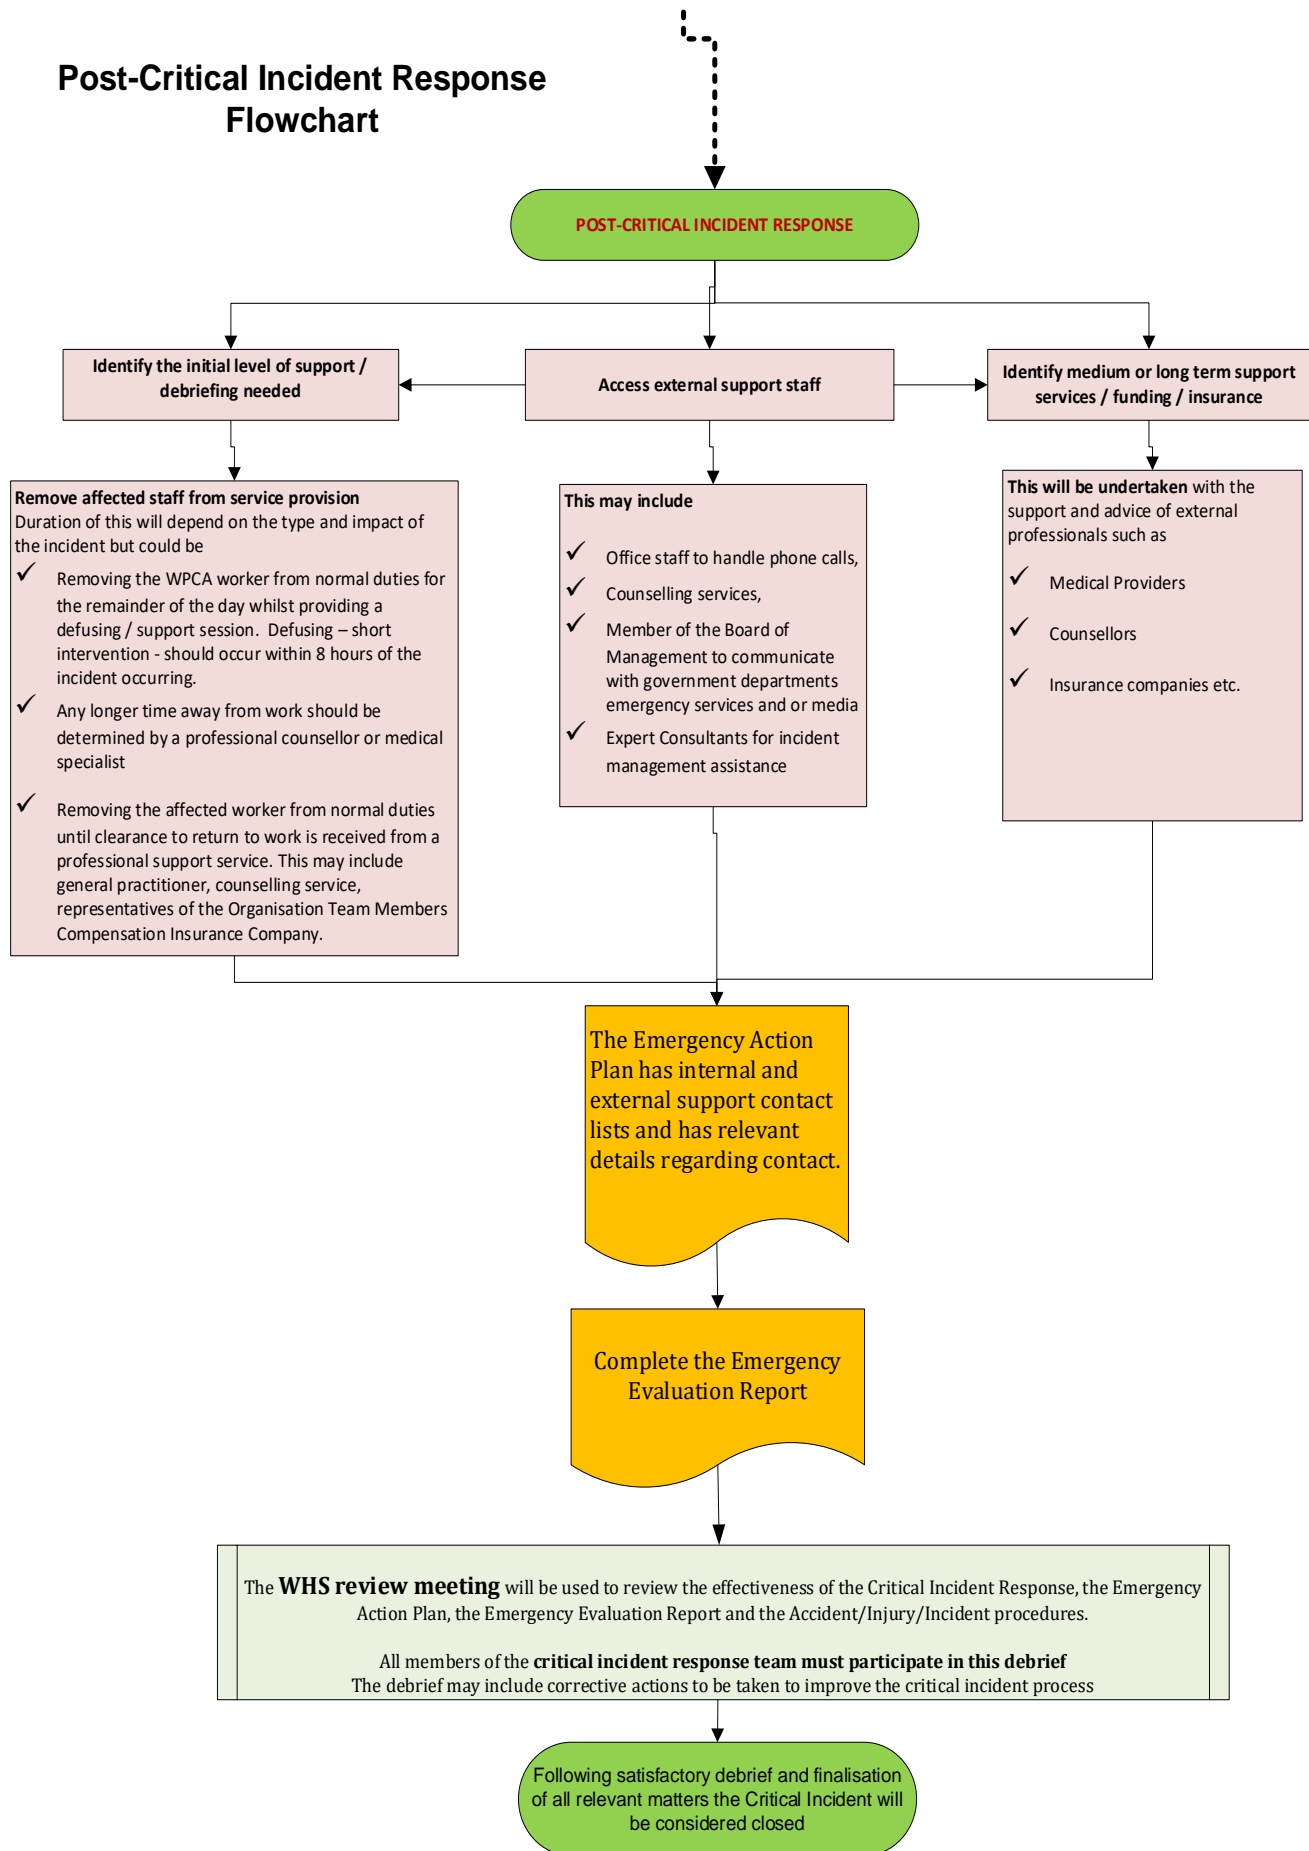 Post-Critical Incident Response
Flowchart
POST-CRITICAL INCIDENT RESPONSE
Identify the initial level of support /
debriefing needed
Access external support staff
Identify medium or long term support
services / funding / insurance
Remove affected staff from service provision
Duration of this will depend on the type and impact of
the incident but could be
✓ Removing the WPCA worker from normal duties for
the remainder of the day whilst providing a
defusing / support session.  Defusing – short
intervention - should occur within 8 hours of the
incident occurring.
✓ Any longer time away from work should be
determined by a professional counsellor or medical
specialist
✓ Removing the affected worker from normal duties
until clearance to return to work is received from a
professional support service. This may include
general practitioner, counselling service,
representatives of the Organisation Team Members
Compensation Insurance Company.
This may include
✓ Office staff to handle phone calls,
✓ Counselling services,
✓ Member of the Board of
Management to communicate
with government departments
emergency services and or media
✓ Expert Consultants for incident
management assistance
This will be undertaken with the
support and advice of external
professionals such as
✓ Medical Providers
✓ Counsellors
✓ Insurance companies etc.
The Emergency Action
Plan has internal and
external support contact
lists and has relevant
details regarding contact.
Complete the Emergency
Evaluation Report
The WHS review meeting will be used to review the effectiveness of the Critical Incident Response, the Emergency
Action Plan, the Emergency Evaluation Report and the Accident/Injury/Incident procedures.
All members of the critical incident response team must participate in this debrief
The debrief may include corrective actions to be taken to improve the critical incident process
Following satisfactory debrief and finalisation
of all relevant matters the Critical Incident will
be considered closed